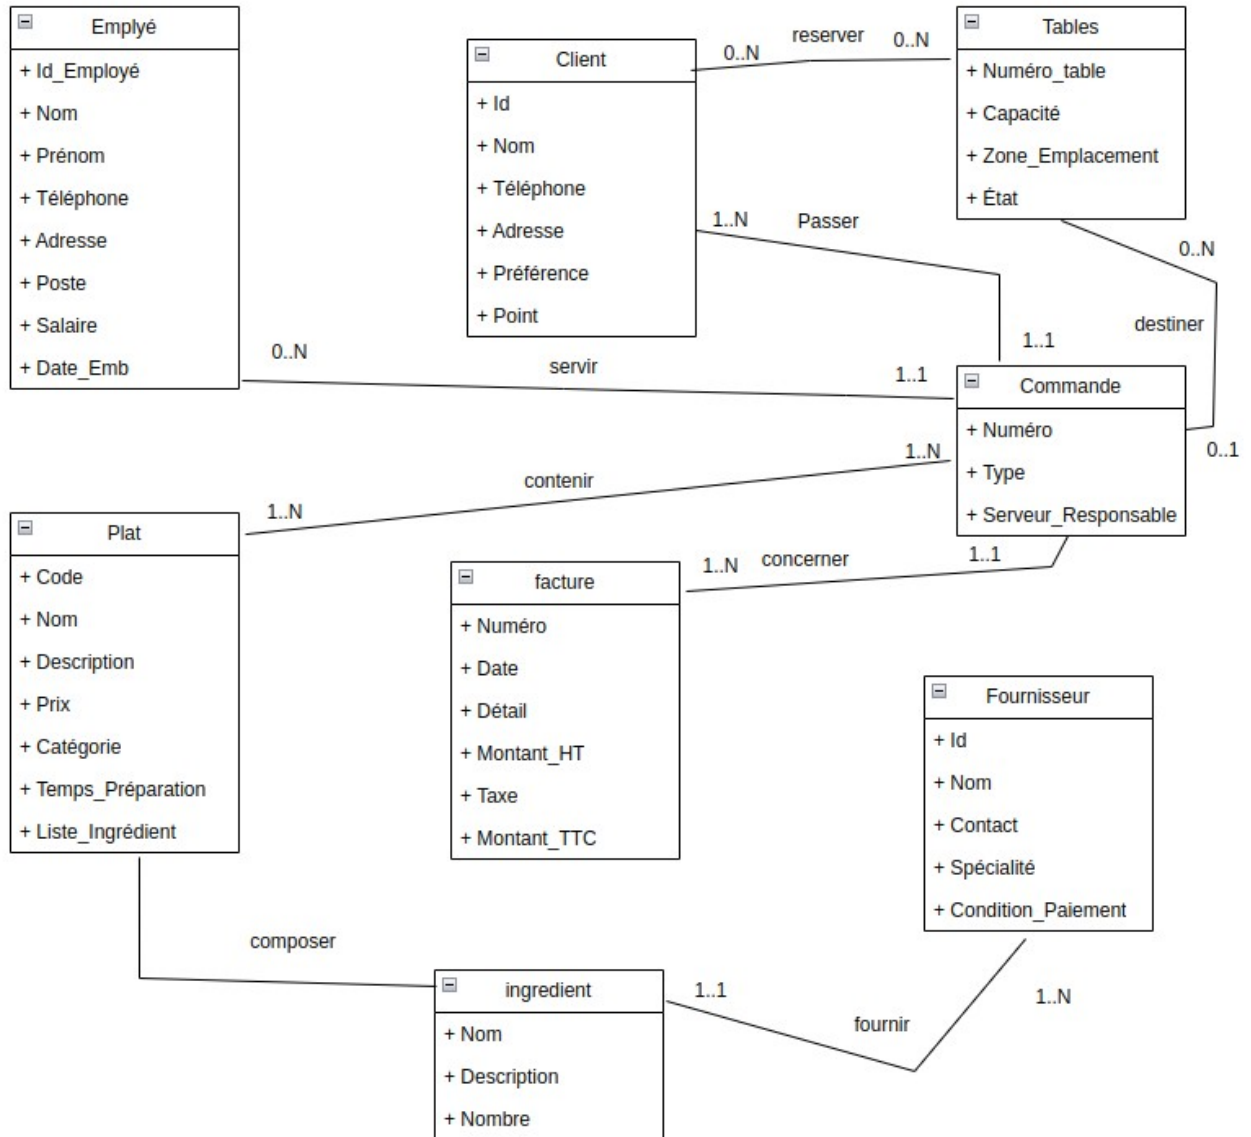 Emplyé
+ Id_Employé
+ Nom
+ Prénom
+ Téléphone
+ Adresse
+ Poste
+ Salaire
+ Date_Emb
Client
+ Id
+ Nom
+ Téléphone
+ Adresse
+ Préférence
+ Point
0..N
reserver
0..N
Tables
+ Numéro_table
+ Capacité
+ Zone_Emplacement
+ État
1..N
Passer
1..1
0..N
destiner
0..1
0..N
servir
1..1
Commande
+ Numéro
+ Type
+ Serveur_Responsable
1..N
contenir
1..N
Plat
+ Code
+ Nom
+ Description
+ Prix
+ Catégorie
+ Temps_Préparation
+ Liste_Ingrédient
1..N
concerner
1..1
facture
+ Numéro
+ Date
+ Détail
+ Montant_HT
+ Taxe
+ Montant_TTC
Fournisseur
+ Id
+ Nom
+ Contact
+ Spécialité
+ Condition_Paiement
composer
ingredient
+ Nom
+ Description
+ Nombre
1..1
fournir
1..N